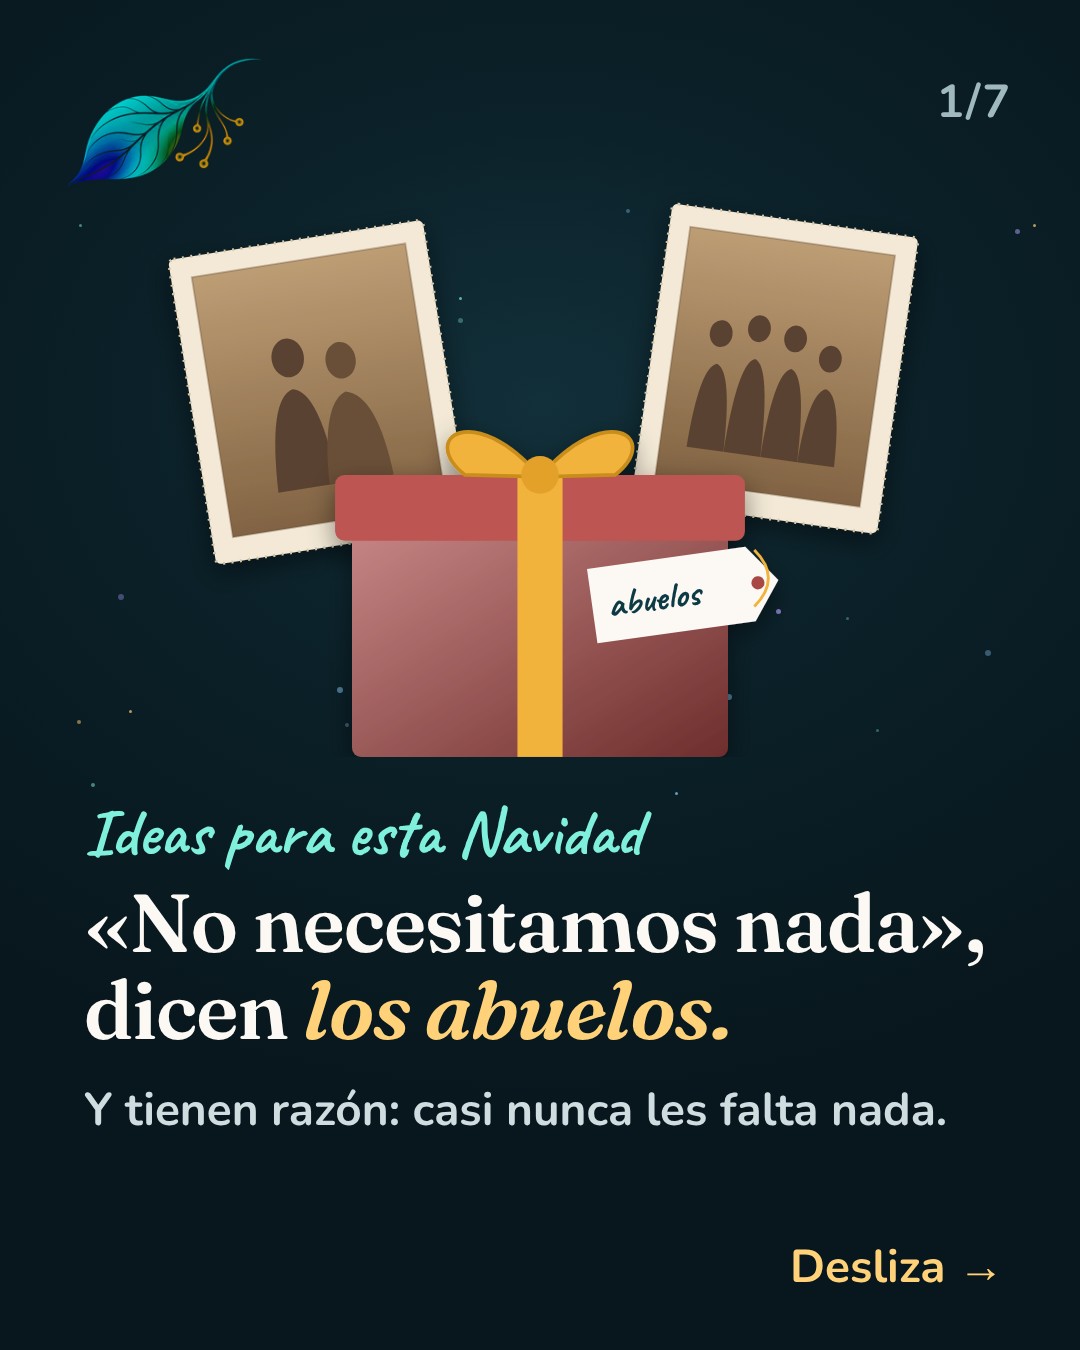 1/7
abuelos
Ideas para esta Navidad
«No necesitamos nada»,
dicen los abuelos.
Y tienen razón: casi nunca les falta nada.
Desliza →